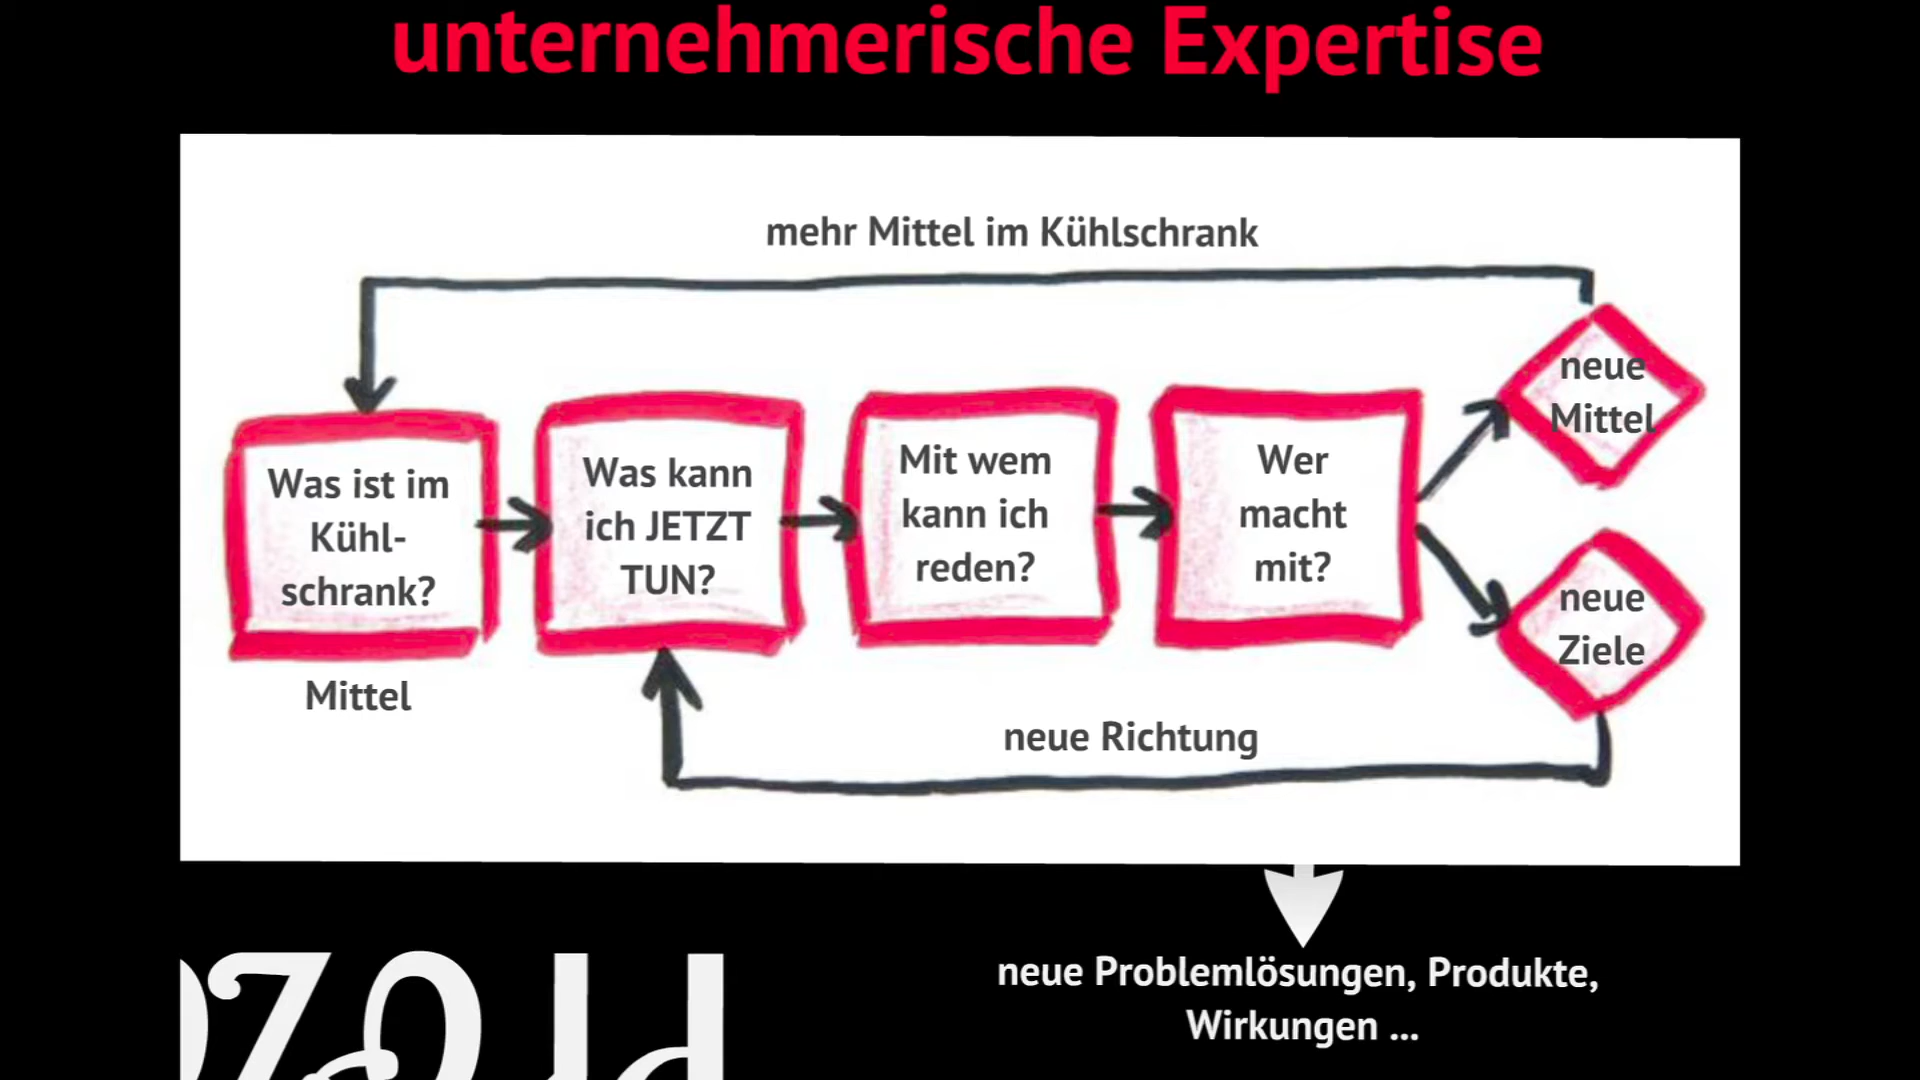 unternehmerische Expertise
mehr Mittel im Kühlschrank
Was ist im
Kühl-
schrank?
Mittel
Was kann
ich JETZT
TUN?
Mit wem
kann ich
reden?
Wer
macht
mit?
neue
Mittel
neue
Ziele
neue Richtung
neue Problemlösungen, Produkte,
Wirkungen ...